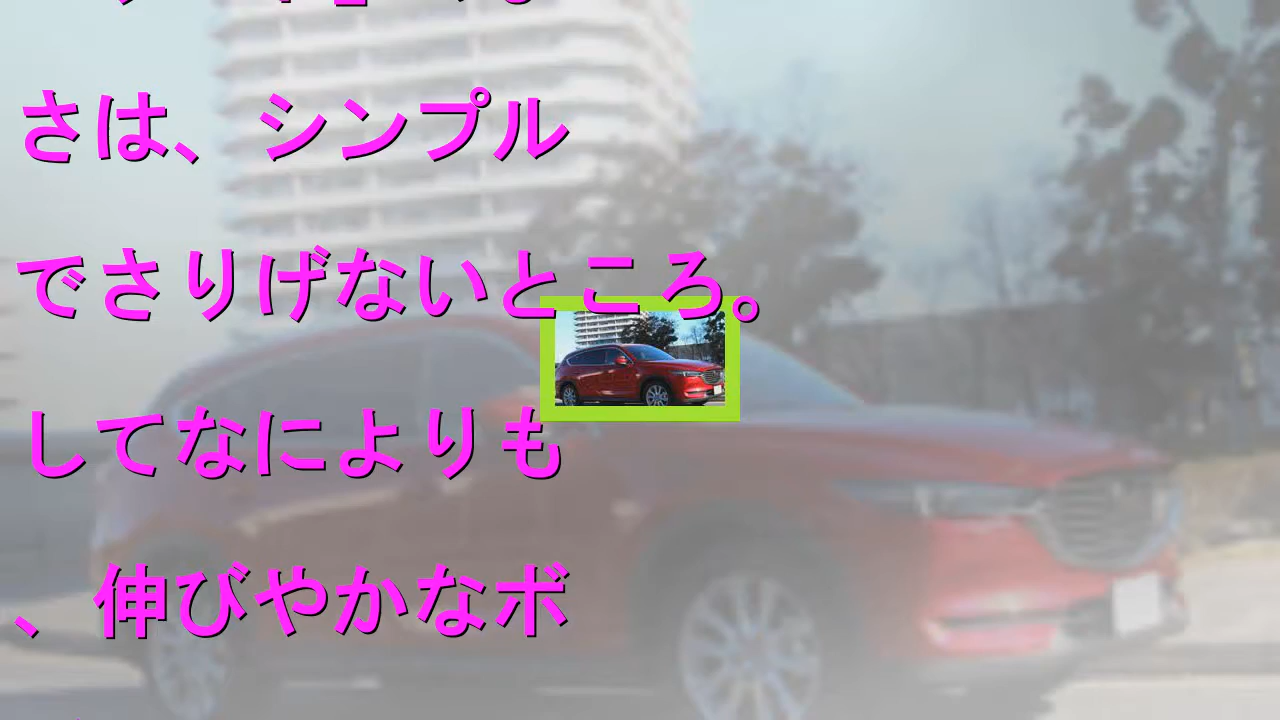 さは、シンプル
でさりげないところ。
してなによりも
、伸びやかなボ